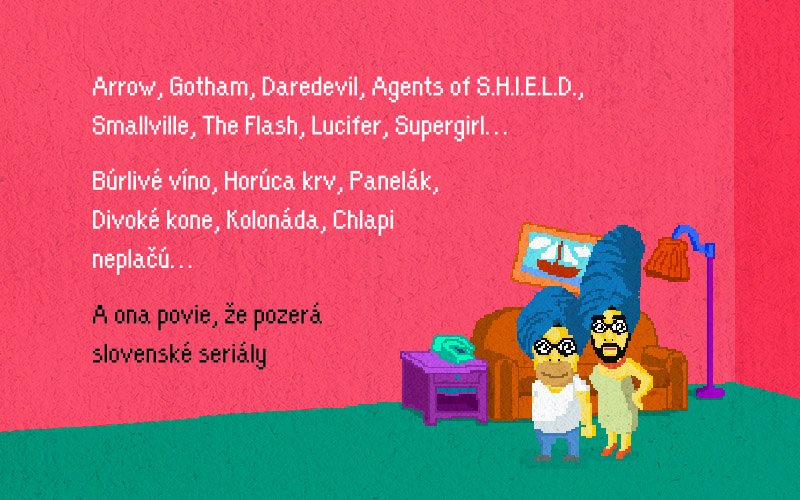 Arrow, Gotham, Daredevil, Agents of S.H.I.E.L.D.,
Smallville, The Flash, Lucifer, Supergirl...
Búrlivé víno, Horúca krv, Panelák,
Divoké kone, Kolonáda, Chlapi
neplačú...
A ona povie, že pozerá
slovenské seriály